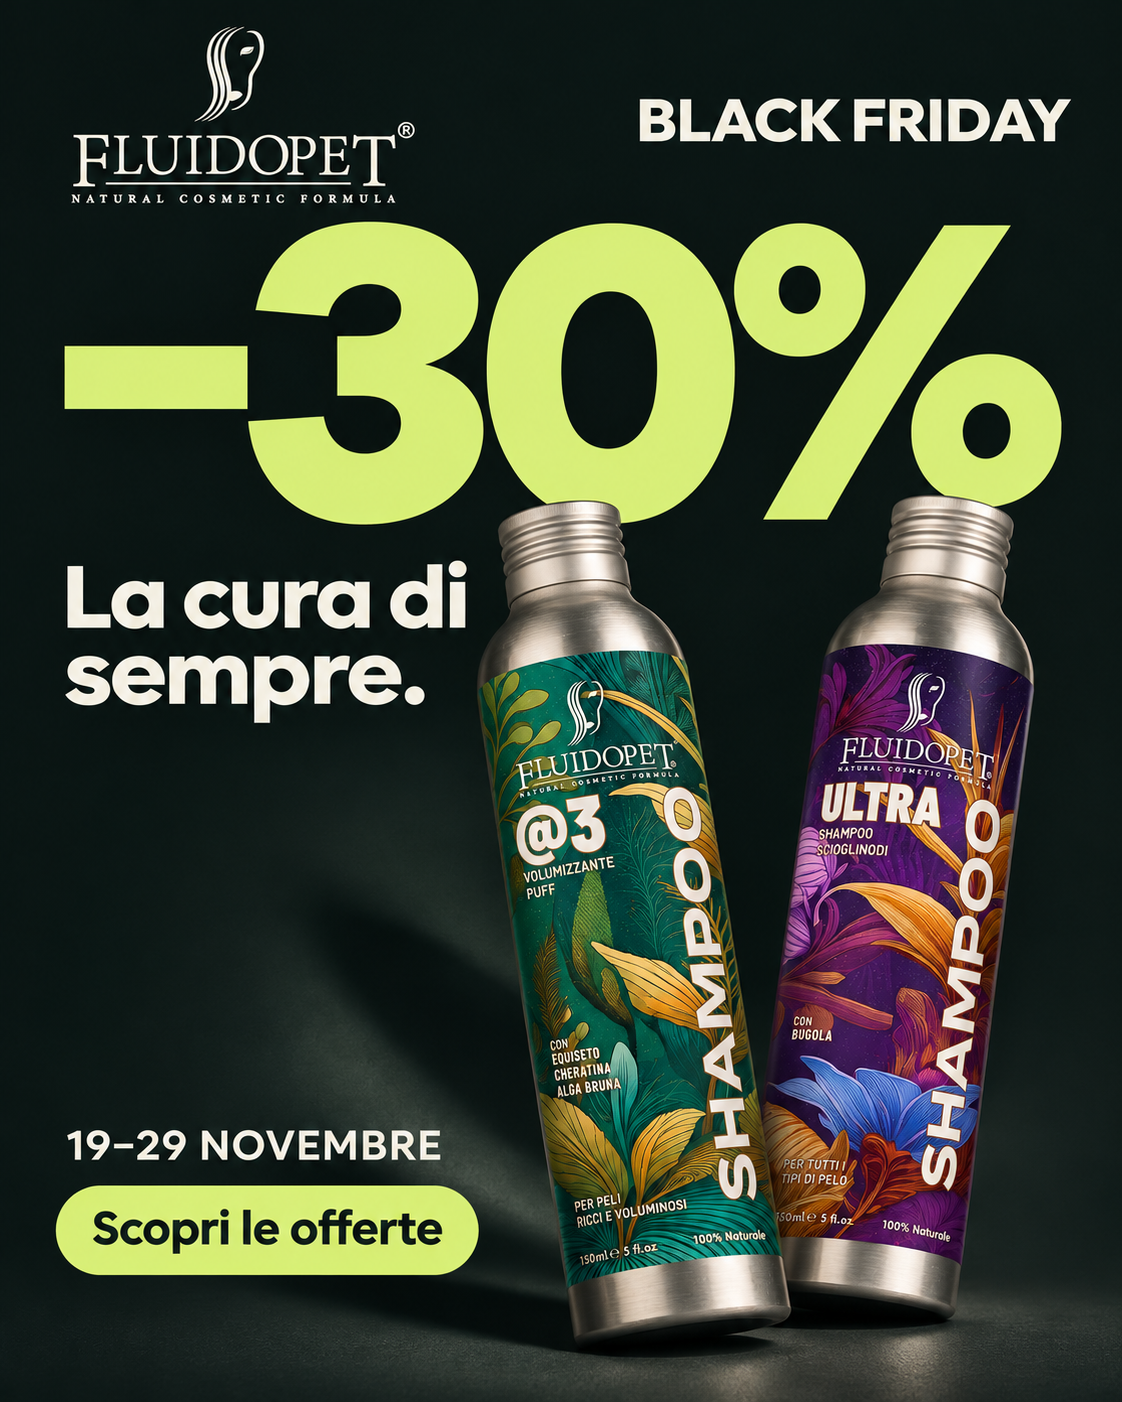 FLUIDOPET®
NATURAL COSMETIC FORMULA
BLACK FRIDAY
-30%
La cura di
sempre.
19–29 NOVEMBRE
Scopri le offerte
FLUIDOPET®
NATURAL COSMETIC FORMULA
@3
VOLUMIZZANTE
PUFF
SHAMPOO
CON
EQUISETO
CHERATINA
ALGA BRUNA
PER PELI
RICCI E VOLUMINOSI
150ml e 5 fl.oz
100% Naturale
FLUIDOPET®
NATURAL COSMETIC FORMULA
ULTRA
SHAMPOO
SCIOGLINODI
SHAMPOO
CON
BUGOLA
PER TUTTI I
TIPI DI PELO
150ml e 5 fl.oz
100% Naturale